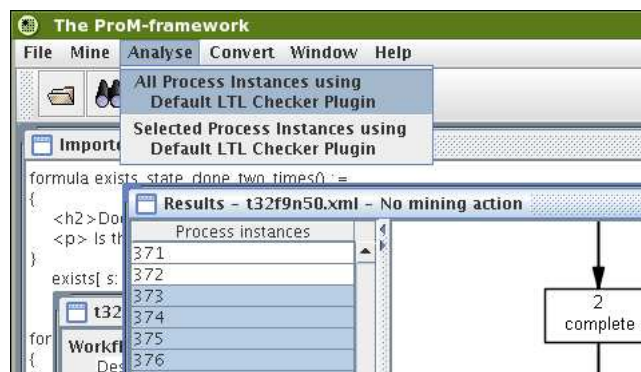 The ProM-framework
File Mine Analyse Convert Window Help
All Process Instances using
Default LTL Checker Plugin
Selected Process Instances using
Default LTL Checker Plugin
Importe
formula exists_state_done_two_times() :=
{
<h2>Do
<p> Is th
}
exists[ s:
Results - t32f9n50.xml - No mining action
Process instances
371
372
373
374
375
376
2
complete
t32
for
{
Workfl
Des